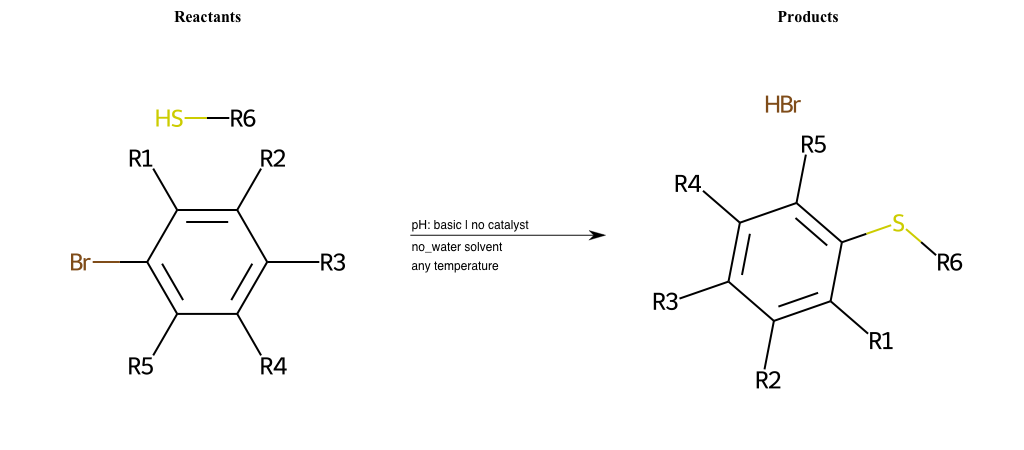 Reactants
Products
HS R6
R1 R2
Br R3
R5 R4
pH: basic | no catalyst
no_water solvent
any temperature
HBr
R5
R4
S
R6
R3
R1
R2